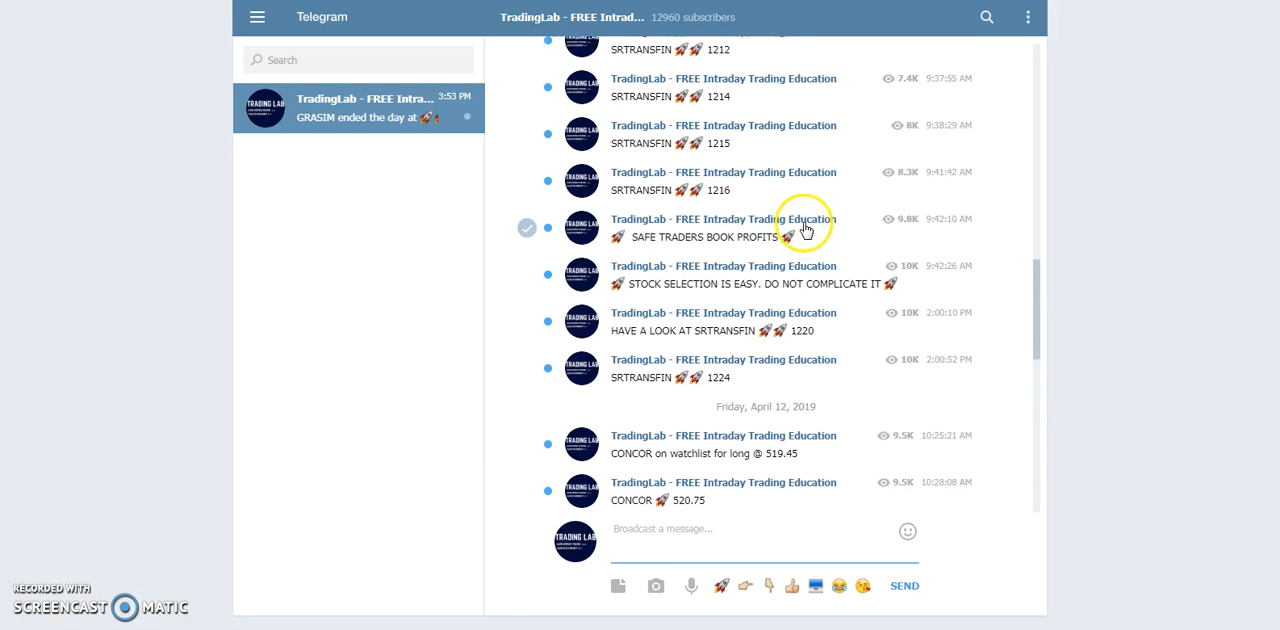 Telegram
TradingLab - FREE Intrad... 12960 subscribers
Search
TradingLab - FREE Intra... 3:53 PM
GRASIM ended the day at 🚀
SRTRANSFIN 🚀🚀 1212
TradingLab - FREE Intraday Trading Education 7.4K 9:37:55 AM
SRTRANSFIN 🚀🚀 1214
TradingLab - FREE Intraday Trading Education 8K 9:38:29 AM
SRTRANSFIN 🚀🚀 1215
TradingLab - FREE Intraday Trading Education 8.3K 9:41:42 AM
SRTRANSFIN 🚀🚀 1216
TradingLab - FREE Intraday Trading Education 9.8K 9:42:10 AM
🚀 SAFE TRADERS BOOK PROFITS 🚀
TradingLab - FREE Intraday Trading Education 10K 9:42:26 AM
🚀 STOCK SELECTION IS EASY. DO NOT COMPLICATE IT 🚀
TradingLab - FREE Intraday Trading Education 10K 2:00:10 PM
HAVE A LOOK AT SRTRANSFIN 🚀🚀 1220
TradingLab - FREE Intraday Trading Education 10K 2:00:52 PM
SRTRANSFIN 🚀🚀 1224
Friday, April 12, 2019
TradingLab - FREE Intraday Trading Education 9.5K 10:25:21 AM
CONCOR on watchlist for long @ 519.45
TradingLab - FREE Intraday Trading Education 9.5K 10:28:08 AM
CONCOR 🚀 520.75
TRADING LAB
Broadcast a message...
SEND
RECORDED WITH
SCREENCAST MATIC